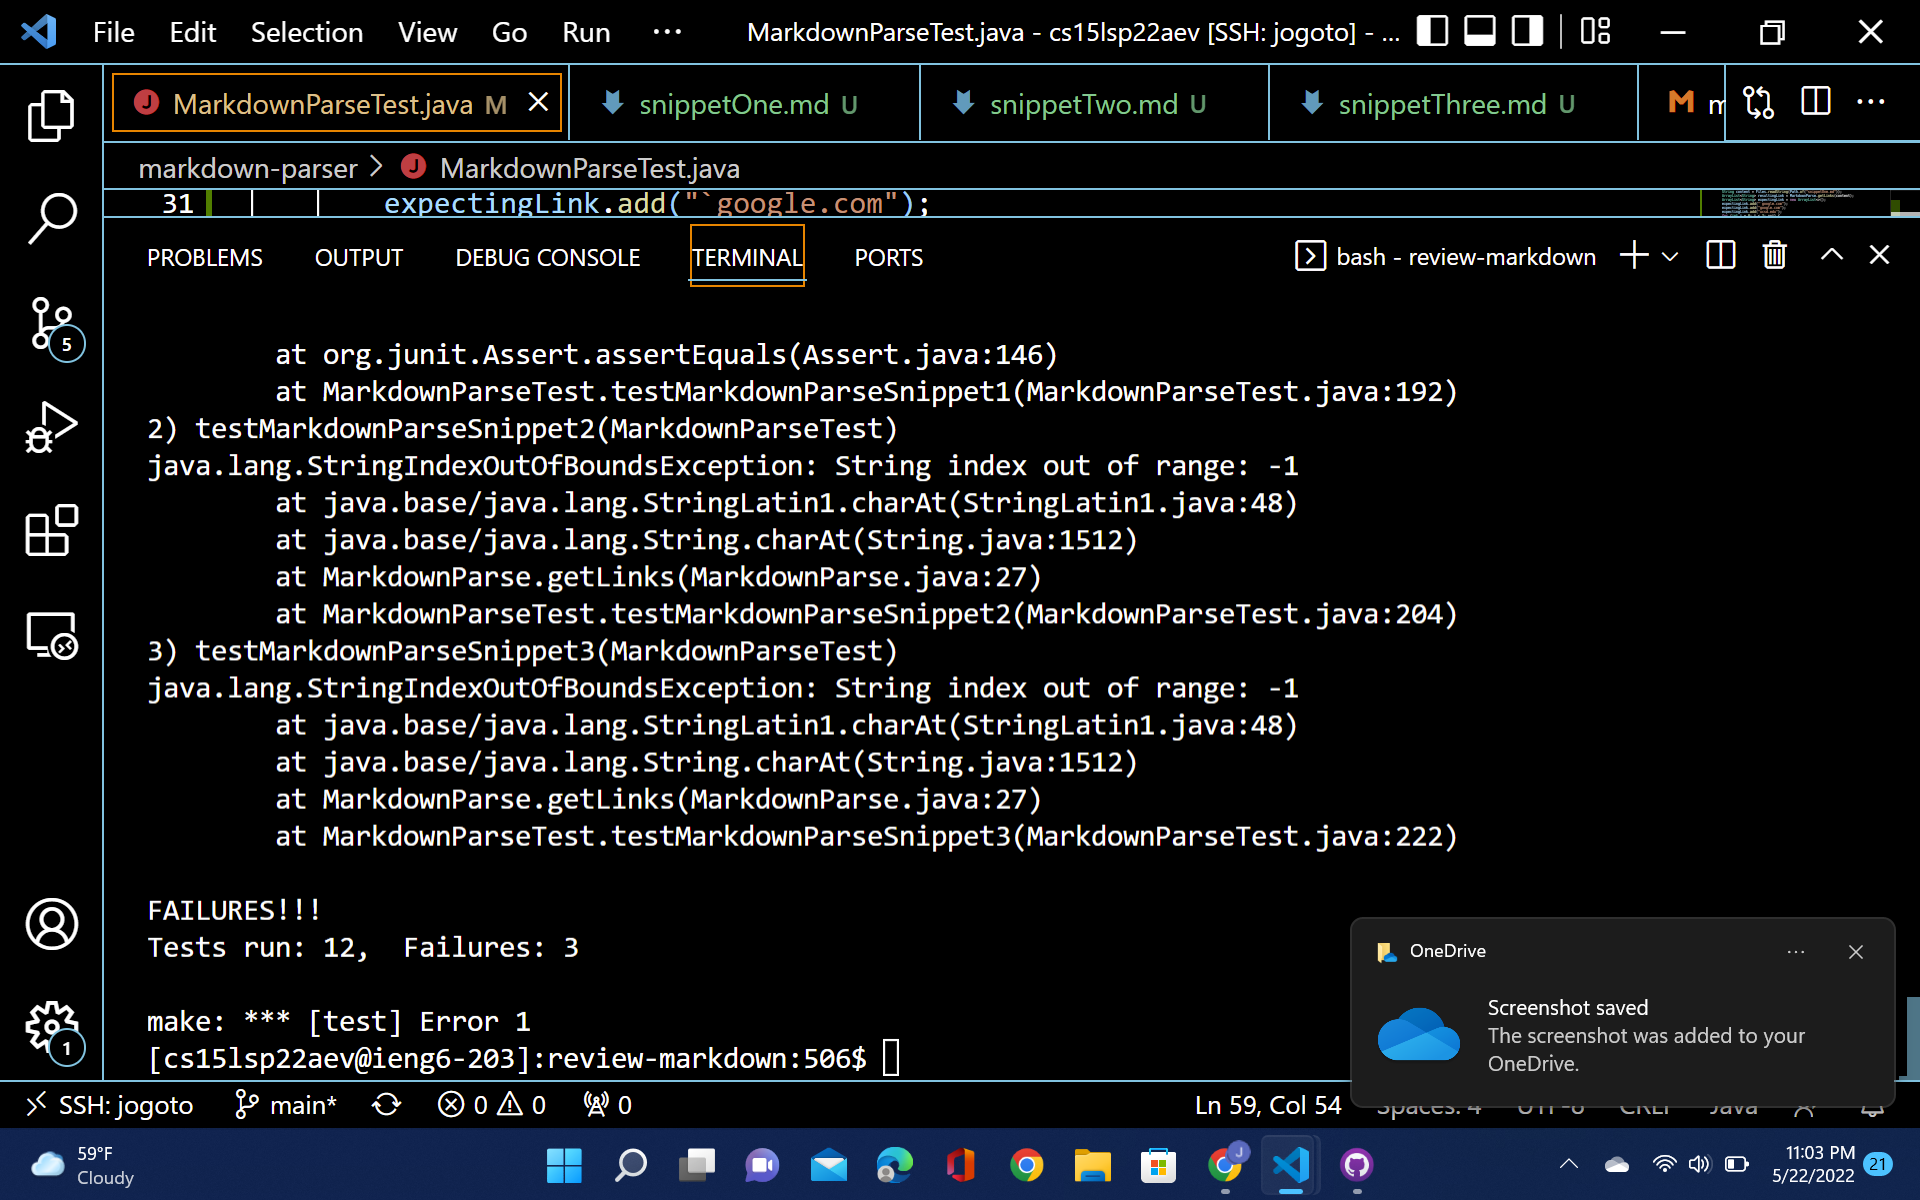 File Edit Selection View Go Run ··· MarkdownParseTest.java - cs15lsp22aev [SSH: jogoto] - ...
J MarkdownParseTest.java M snippetOne.md U snippetTwo.md U snippetThree.md U M m ···
markdown-parser > J MarkdownParseTest.java
31 expectingLink.add("`google.com");
PROBLEMS OUTPUT DEBUG CONSOLE TERMINAL PORTS bash - review-markdown
at org.junit.Assert.assertEquals(Assert.java:146)
at MarkdownParseTest.testMarkdownParseSnippet1(MarkdownParseTest.java:192)
2) testMarkdownParseSnippet2(MarkdownParseTest)
java.lang.StringIndexOutOfBoundsException: String index out of range: -1
at java.base/java.lang.StringLatin1.charAt(StringLatin1.java:48)
at java.base/java.lang.String.charAt(String.java:1512)
at MarkdownParse.getLinks(MarkdownParse.java:27)
at MarkdownParseTest.testMarkdownParseSnippet2(MarkdownParseTest.java:204)
3) testMarkdownParseSnippet3(MarkdownParseTest)
java.lang.StringIndexOutOfBoundsException: String index out of range: -1
at java.base/java.lang.StringLatin1.charAt(StringLatin1.java:48)
at java.base/java.lang.String.charAt(String.java:1512)
at MarkdownParse.getLinks(MarkdownParse.java:27)
at MarkdownParseTest.testMarkdownParseSnippet3(MarkdownParseTest.java:222)
FAILURES!!!
Tests run: 12,  Failures: 3
make: *** [test] Error 1
[cs15lsp22aev@ieng6-203]:review-markdown:506$
5
1
OneDrive ···
Screenshot saved
The screenshot was added to your
OneDrive.
SSH: jogoto main* 0 0 0 Ln 59, Col 54 Spaces: 4 UTF-8 CRLF Java
59°F
Cloudy
J
11:03 PM
5/22/2022
21